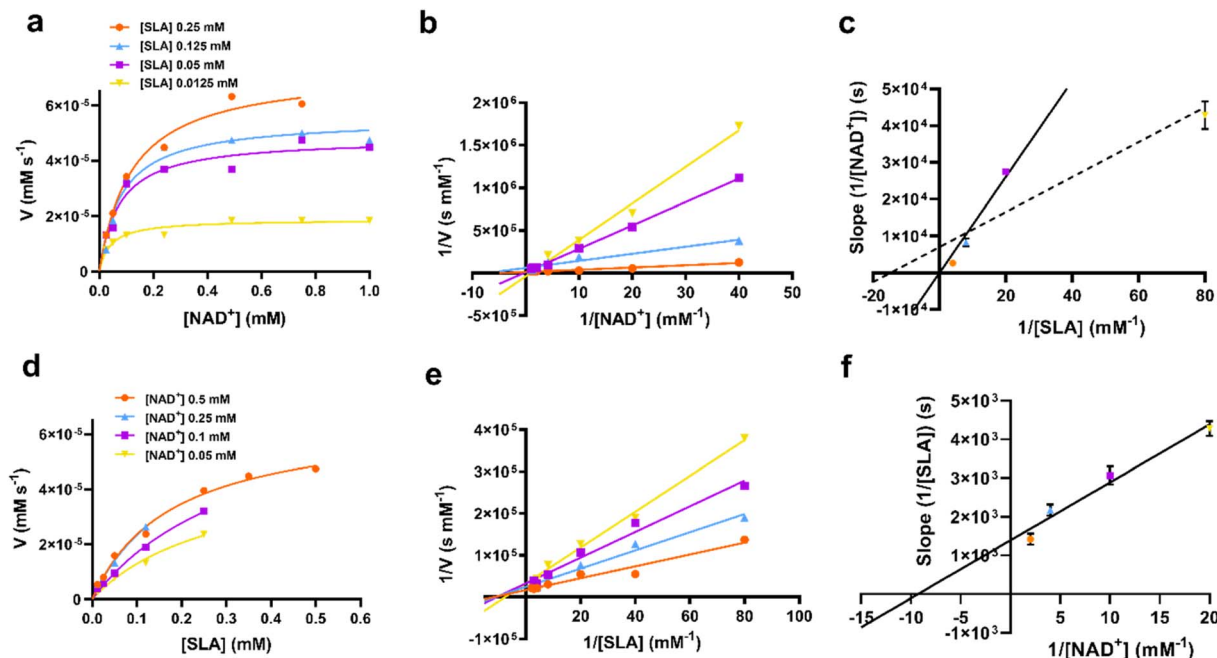 a
[SLA] 0.25 mM
[SLA] 0.125 mM
[SLA] 0.05 mM
[SLA] 0.0125 mM
6×10⁻⁵
4×10⁻⁵
2×10⁻⁵
0
V (mM s⁻¹)
0.0 0.2 0.4 0.6 0.8 1.0
[NAD⁺] (mM)
b
2×10⁶
1×10⁶
1×10⁶
5×10⁵
0
-5×10⁵
1/V (s mM⁻¹)
-10 10 20 30 40 50
1/[NAD⁺] (mM⁻¹)
c
5×10⁴
4×10⁴
3×10⁴
2×10⁴
1×10⁴
0
-1×10⁴
Slope (1/[NAD⁺]) (s)
-20 20 40 60 80
1/[SLA] (mM⁻¹)
d
[NAD⁺] 0.5 mM
[NAD⁺] 0.25 mM
[NAD⁺] 0.1 mM
[NAD⁺] 0.05 mM
6×10⁻⁵
4×10⁻⁵
2×10⁻⁵
0
V (mM s⁻¹)
0.0 0.1 0.2 0.3 0.4 0.5 0.6
[SLA] (mM)
e
4×10⁵
3×10⁵
2×10⁵
1×10⁵
0
-1×10⁵
1/V (s mM⁻¹)
-20 20 40 60 80 100
1/[SLA] (mM⁻¹)
f
5×10³
4×10³
3×10³
2×10³
1×10³
0
-1×10³
Slope (1/[SLA]) (s)
-15 -10 -5 5 10 15 20
1/[NAD⁺] (mM⁻¹)